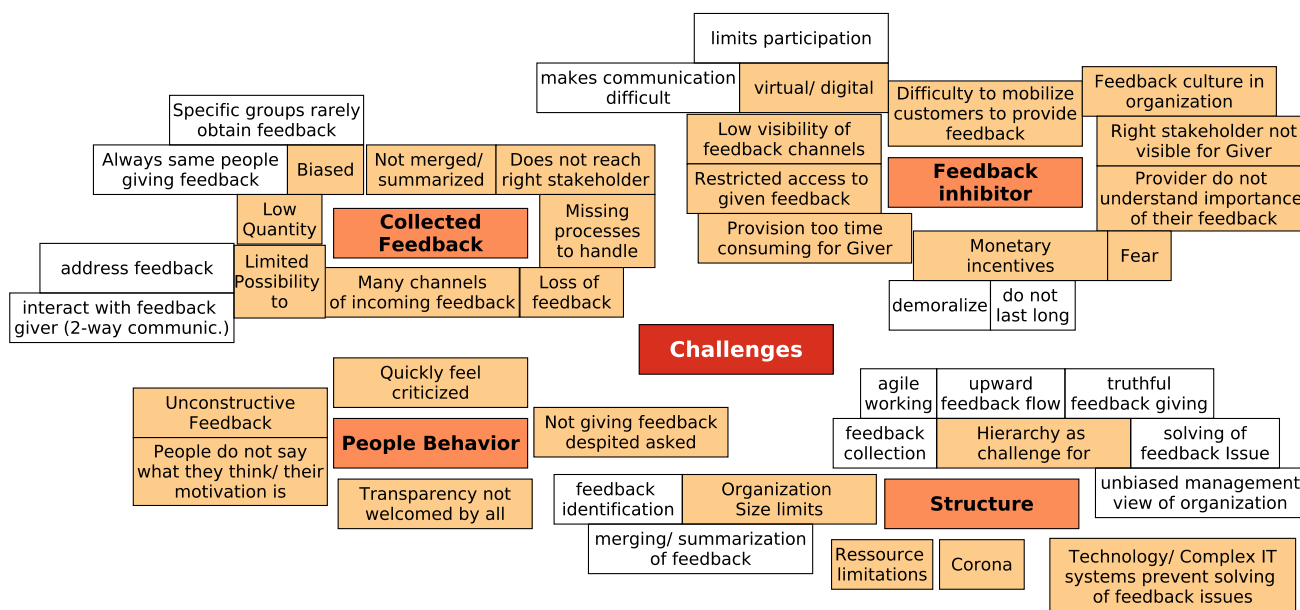 limits participation
makes communication
difficult
virtual/ digital
Difficulty to mobilize
customers to provide
feedback
Feedback culture in
organization
Low visibility of
feedback channels
Right stakeholder not
visible for Giver
Feedback
inhibitor
Restricted access to
given feedback
Provider do not
understand importance
of their feedback
Provision too time
consuming for Giver
Monetary
incentives
Fear
demoralize
do not
last long
Specific groups rarely
obtain feedback
Always same people
giving feedback
Biased
Not merged/
summarized
Does not reach
right stakeholder
Low
Quantity
Collected
Feedback
Missing
processes
to handle
address feedback
Limited
Possibility
to
interact with feedback
giver (2-way communic.)
Many channels
of incoming feedback
Loss of
feedback
Challenges
Quickly feel
criticized
Unconstructive
Feedback
People Behavior
Not giving feedback
despited asked
People do not say
what they think/ their
motivation is
Transparency not
welcomed by all
agile
working
upward
feedback flow
truthful
feedback giving
feedback
collection
Hierarchy as
challenge for
solving of
feedback Issue
unbiased management
view of organization
feedback
identification
Organization
Size limits
Structure
merging/ summarization
of feedback
Ressource
limitations
Corona
Technology/ Complex IT
systems prevent solving
of feedback issues